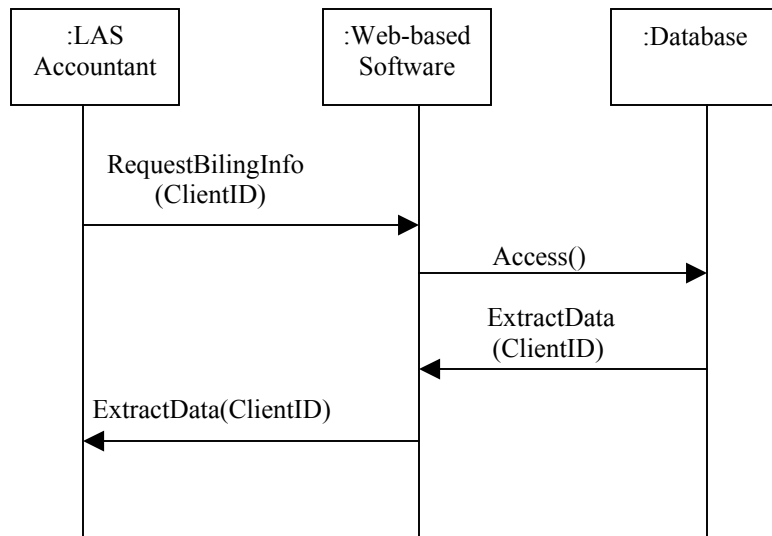 :LAS
Accountant
:Web-based
Software
:Database
RequestBilingInfo
(ClientID)
Access()
ExtractData
(ClientID)
ExtractData(ClientID)